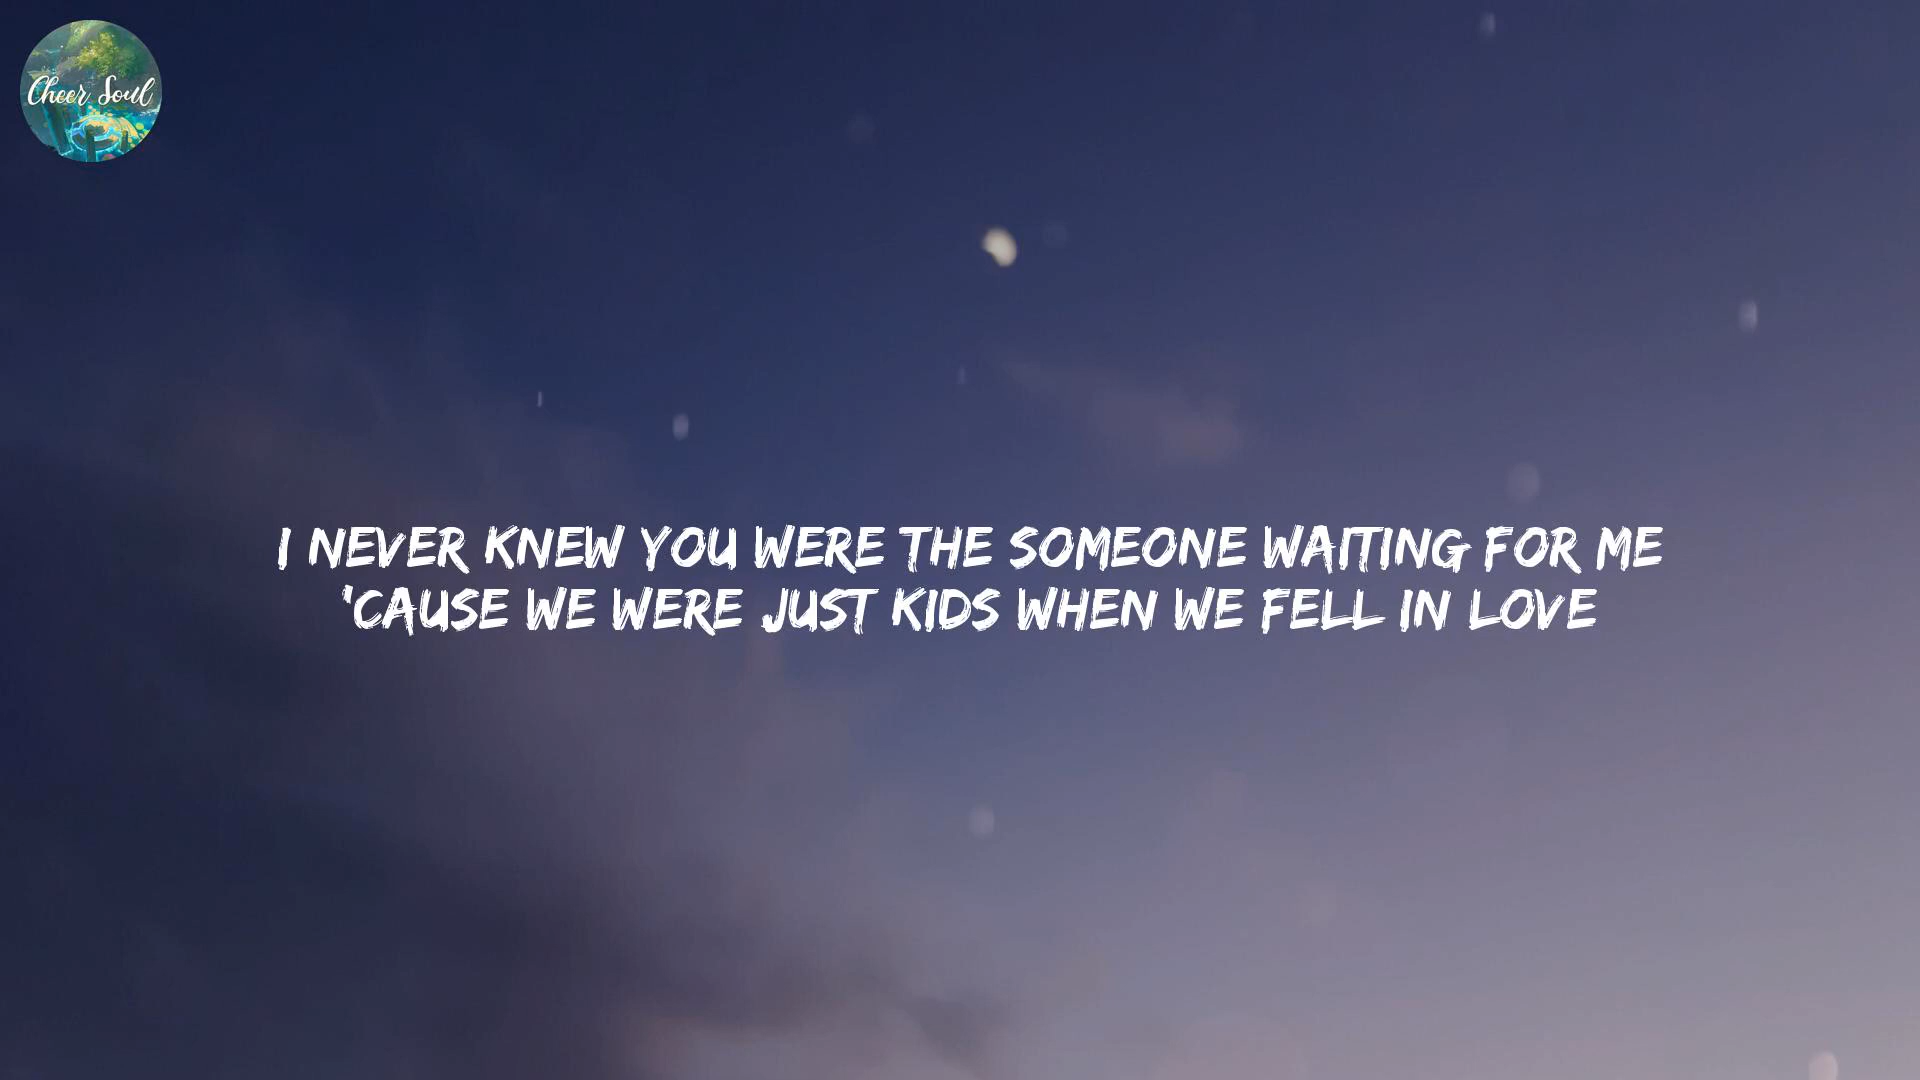 Cheer Soul
I NEVER KNEW YOU WERE THE SOMEONE WAITING FOR ME
'CAUSE WE WERE JUST KIDS WHEN WE FELL IN LOVE